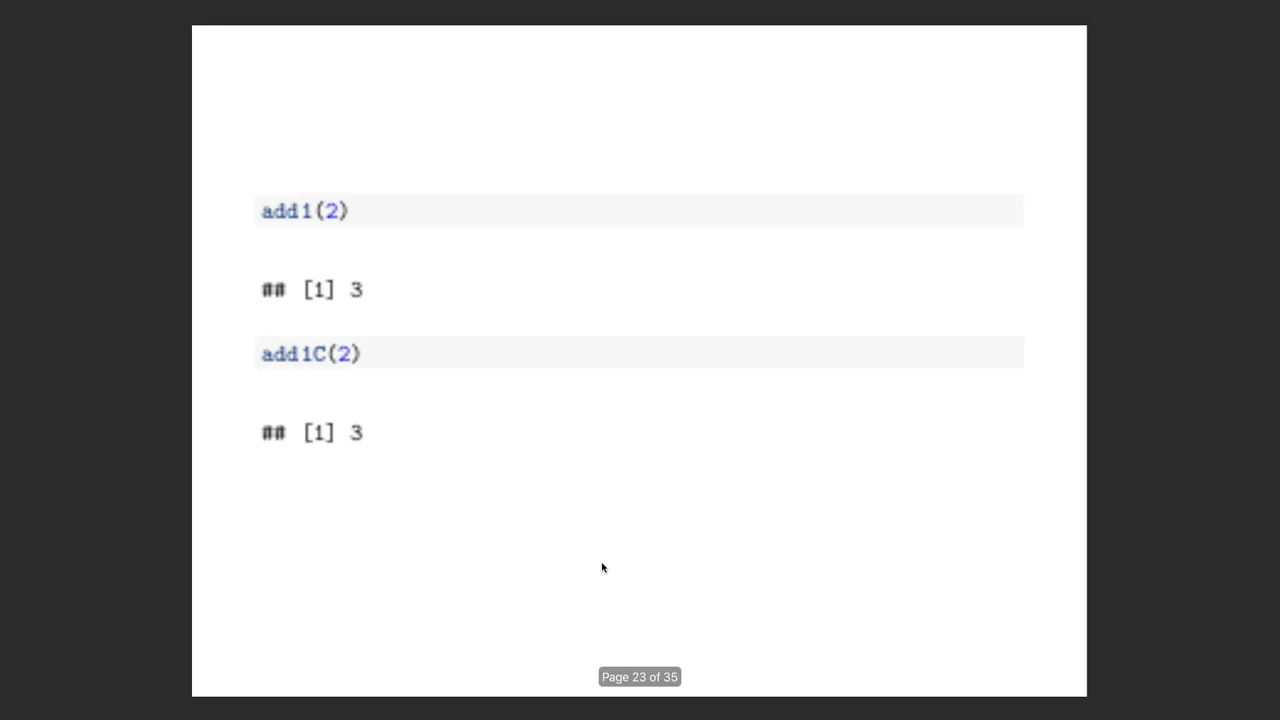 add1(2)
## [1] 3
add1C(2)
## [1] 3
Page 23 of 35